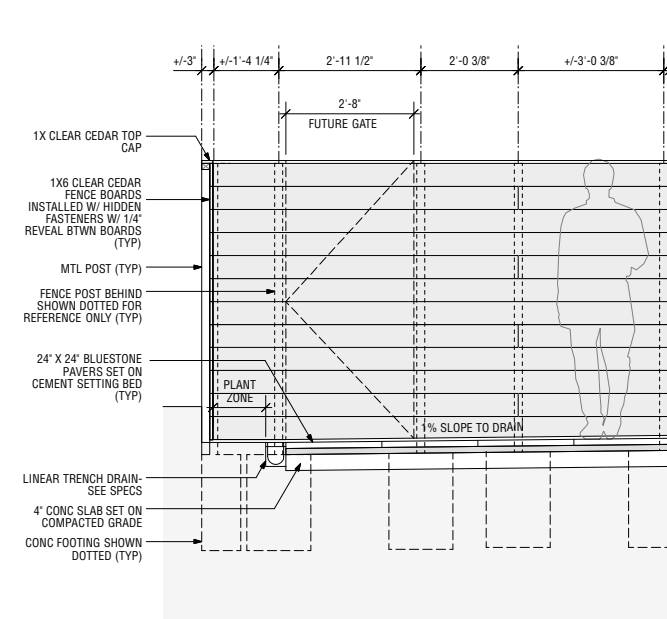 +/-3" +/-1'-4 1/4" 2'-11 1/2" 2'-0 3/8" +/-3'-0 3/8"
2'-8"
FUTURE GATE
1X CLEAR CEDAR TOP
CAP
1X6 CLEAR CEDAR
FENCE BOARDS
INSTALLED W/ HIDDEN
FASTENERS W/ 1/4"
REVEAL BTWN BOARDS
(TYP)
MTL POST (TYP)
FENCE POST BEHIND
SHOWN DOTTED FOR
REFERENCE ONLY (TYP)
24" X 24" BLUESTONE
PAVERS SET ON
CEMENT SETTING BED
(TYP)
PLANT
ZONE
1% SLOPE TO DRAIN
LINEAR TRENCH DRAIN-
SEE SPECS
4" CONC SLAB SET ON
COMPACTED GRADE
CONC FOOTING SHOWN
DOTTED (TYP)